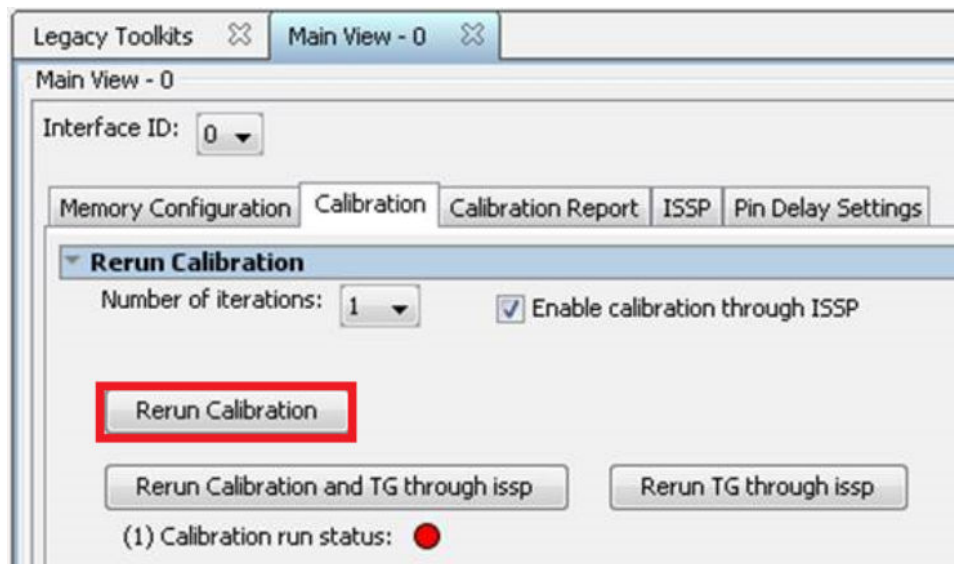 Legacy Toolkits Main View - 0
Main View - 0
Interface ID: 0
Memory Configuration Calibration Calibration Report ISSP Pin Delay Settings
Rerun Calibration
Number of iterations: 1 Enable calibration through ISSP
Rerun Calibration
Rerun Calibration and TG through issp Rerun TG through issp
(1) Calibration run status: